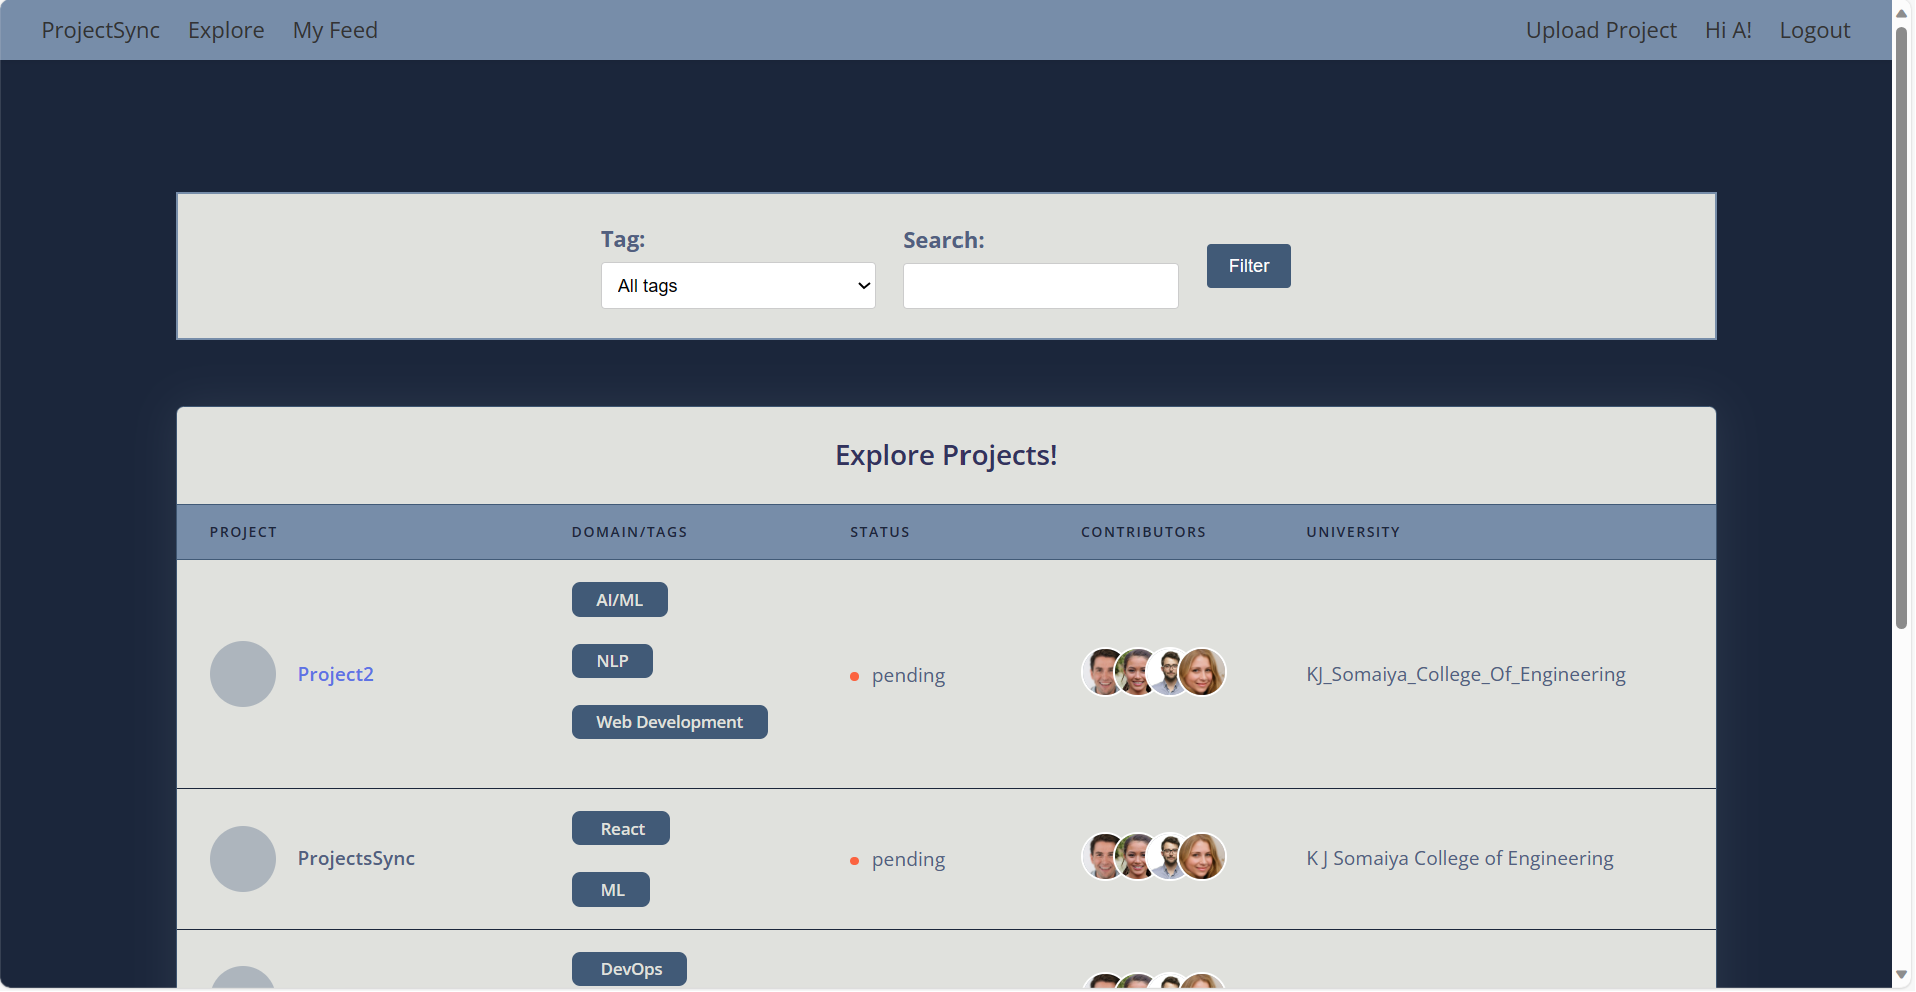 ProjectSync Explore My Feed Upload Project Hi A! Logout
Tag: Search:
All tags Filter
Explore Projects!
PROJECT DOMAIN/TAGS STATUS CONTRIBUTORS UNIVERSITY
AI/ML
NLP
Project2 pending KJ_Somaiya_College_Of_Engineering
Web Development
React
ProjectsSync pending K J Somaiya College of Engineering
ML
DevOps